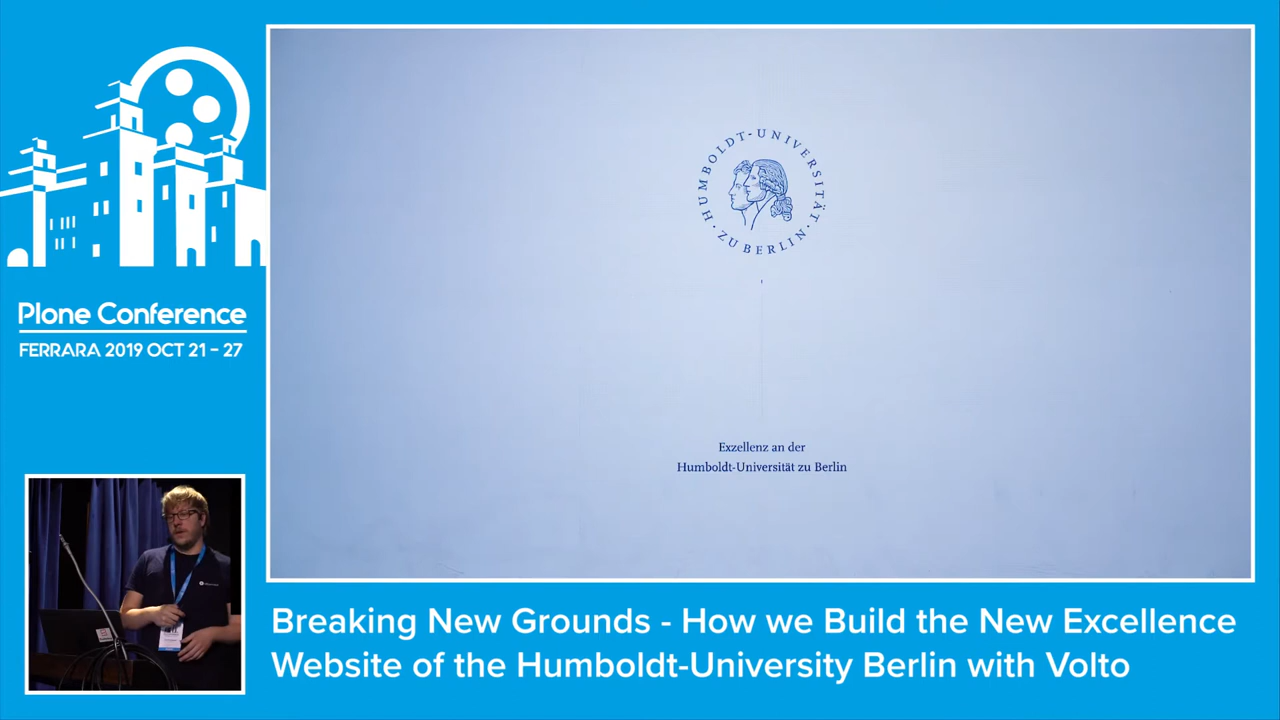 Plone Conference
FERRARA 2019 OCT 21 – 27
HUMBOLDT-UNIVERSITÄT
· ZU BERLIN ·
Exzellenz an der
Humboldt-Universität zu Berlin
Breaking New Grounds - How we Build the New Excellence
Website of the Humboldt-University Berlin with Volto